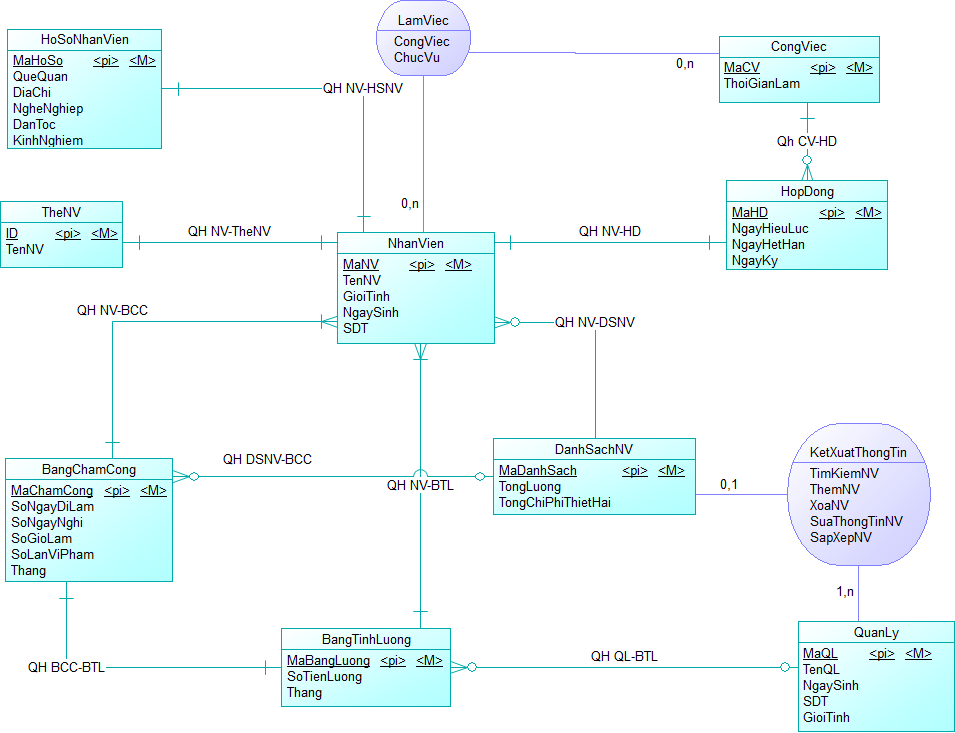 LamViec
CongViec
ChucVu
HoSoNhanVien
MaHoSo <pi> <M>
QueQuan
DiaChi
NgheNghiep
DanToc
KinhNghiem
QH NV-HSNV
0,n
CongViec
MaCV <pi> <M>
ThoiGianLam
Qh CV-HD
HopDong
MaHD <pi> <M>
NgayHieuLuc
NgayHetHan
NgayKy
TheNV
ID <pi> <M>
TenNV
QH NV-TheNV
0,n
NhanVien
MaNV <pi> <M>
TenNV
GioiTinh
NgaySinh
SDT
QH NV-HD
QH NV-BCC
QH NV-DSNV
BangChamCong
MaChamCong <pi> <M>
SoNgayDiLam
SoNgayNghi
SoGioLam
SoLanViPham
Thang
QH DSNV-BCC
QH NV-BTL
DanhSachNV
MaDanhSach <pi> <M>
TongLuong
TongChiPhiThietHai
0,1
KetXuatThongTin
TimKiemNV
ThemNV
XoaNV
SuaThongTinNV
SapXepNV
1,n
QH BCC-BTL
BangTinhLuong
MaBangLuong <pi> <M>
SoTienLuong
Thang
QH QL-BTL
QuanLy
MaQL <pi> <M>
TenQL
NgaySinh
SDT
GioiTinh